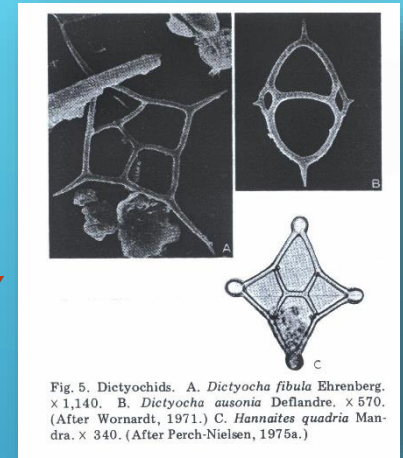 A
B
C
Fig. 5. Dictyochids. A. Dictyocha fibula Ehrenberg.
× 1,140. B. Dictyocha ausonia Deflandre. × 570.
(After Wornardt, 1971.) C. Hannaites quadria Man-
dra. × 340. (After Perch-Nielsen, 1975a.)